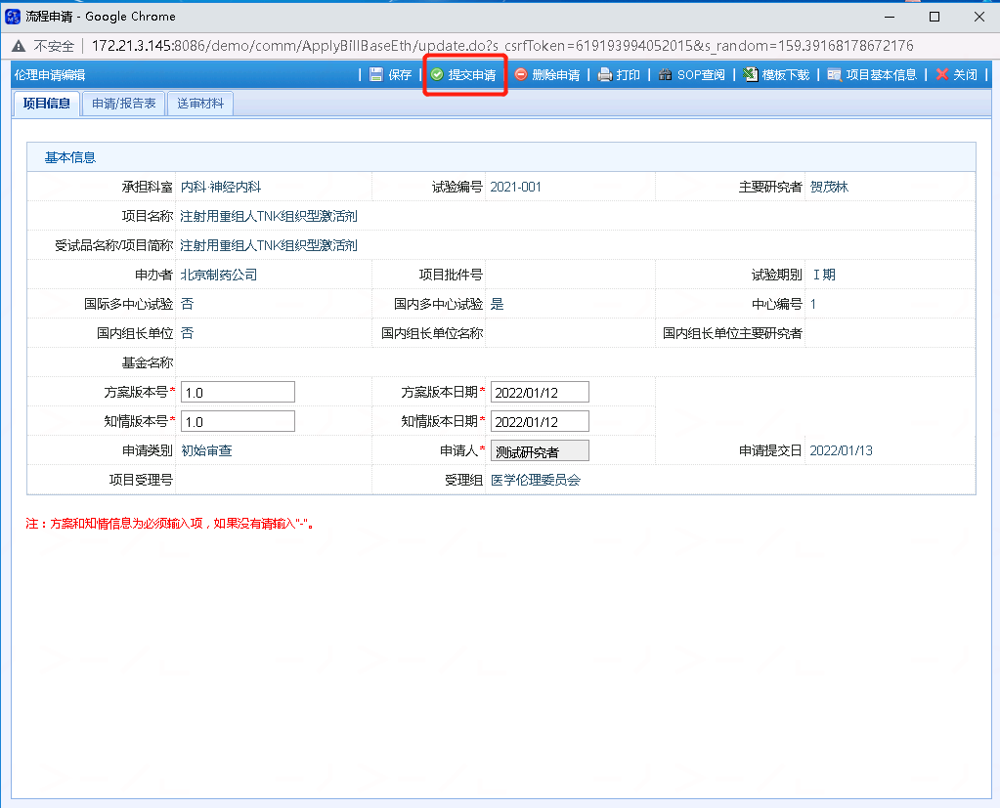 流程申请 - Google Chrome
不安全 172.21.3.145:8086/demo/comm/ApplyBillBaseEth/update.do?s_csrfToken=619193994052015&s_random=159.39168178672176
伦理申请编辑 | 保存 | 提交申请 删除申请 | 打印 | SOP查阅 | 模板下载 | 项目基本信息 | 关闭 |
项目信息 申请/报告表 送审材料
基本信息
承担科室 内科·神经内科 试验编号 2021-001 主要研究者 贺茂林
项目名称 注射用重组人TNK组织型激活剂
受试品名称/项目简称 注射用重组人TNK组织型激活剂
申办者 北京制药公司 项目批件号 试验期别 Ⅰ期
国际多中心试验 否 国内多中心试验 是 中心编号 1
国内组长单位 否 国内组长单位名称 国内组长单位主要研究者
基金名称
方案版本号* 1.0 方案版本日期* 2022/01/12
知情版本号* 1.0 知情版本日期* 2022/01/12
申请类别 初始审查 申请人* 测试研究者 申请提交日 2022/01/13
项目受理号 受理组 医学伦理委员会
注：方案和知情信息为必须输入项，如果没有请输入"-"。